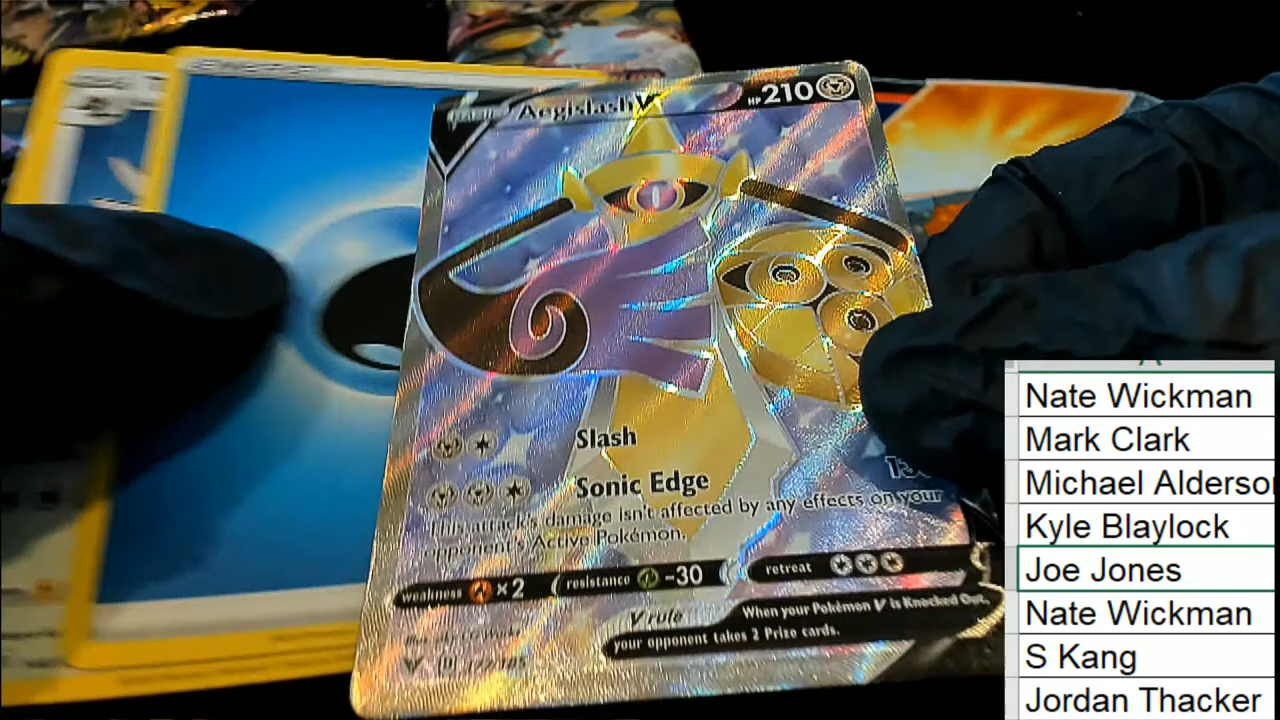 Aegislash V HP 210
Slash
Sonic Edge
This attack's damage isn't affected by any effects on your
opponent's Active Pokémon.
weakness ×2 resistance -30 retreat
V rule When your Pokémon V is Knocked Out,
your opponent takes 2 Prize cards.
Nate Wickman
Mark Clark
Michael Alderso
Kyle Blaylock
Joe Jones
Nate Wickman
S Kang
Jordan Thacker